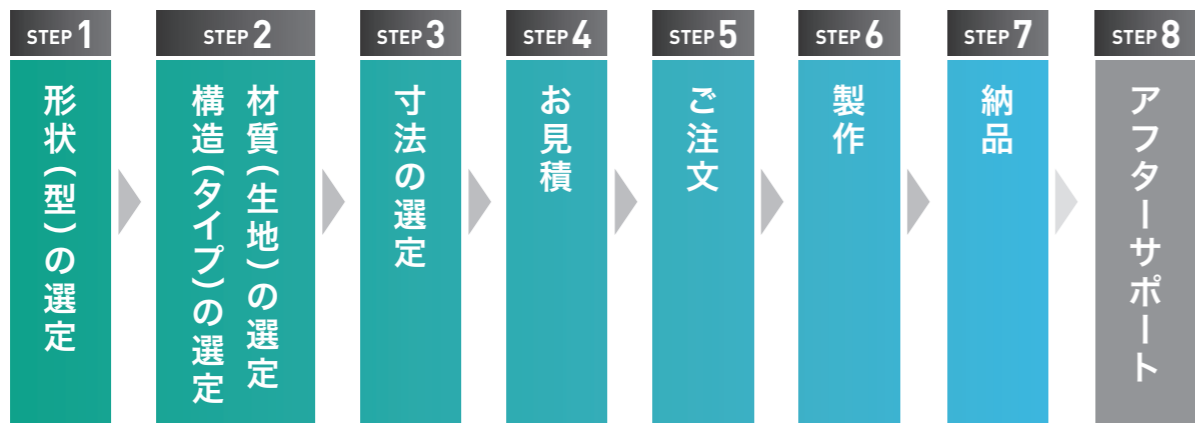 STEP 1
形状(型)の選定
STEP 2
材質(生地)の選定
構造(タイプ)の選定
STEP 3
寸法の選定
STEP 4
お見積
STEP 5
ご注文
STEP 6
製作
STEP 7
納品
STEP 8
アフターサポート